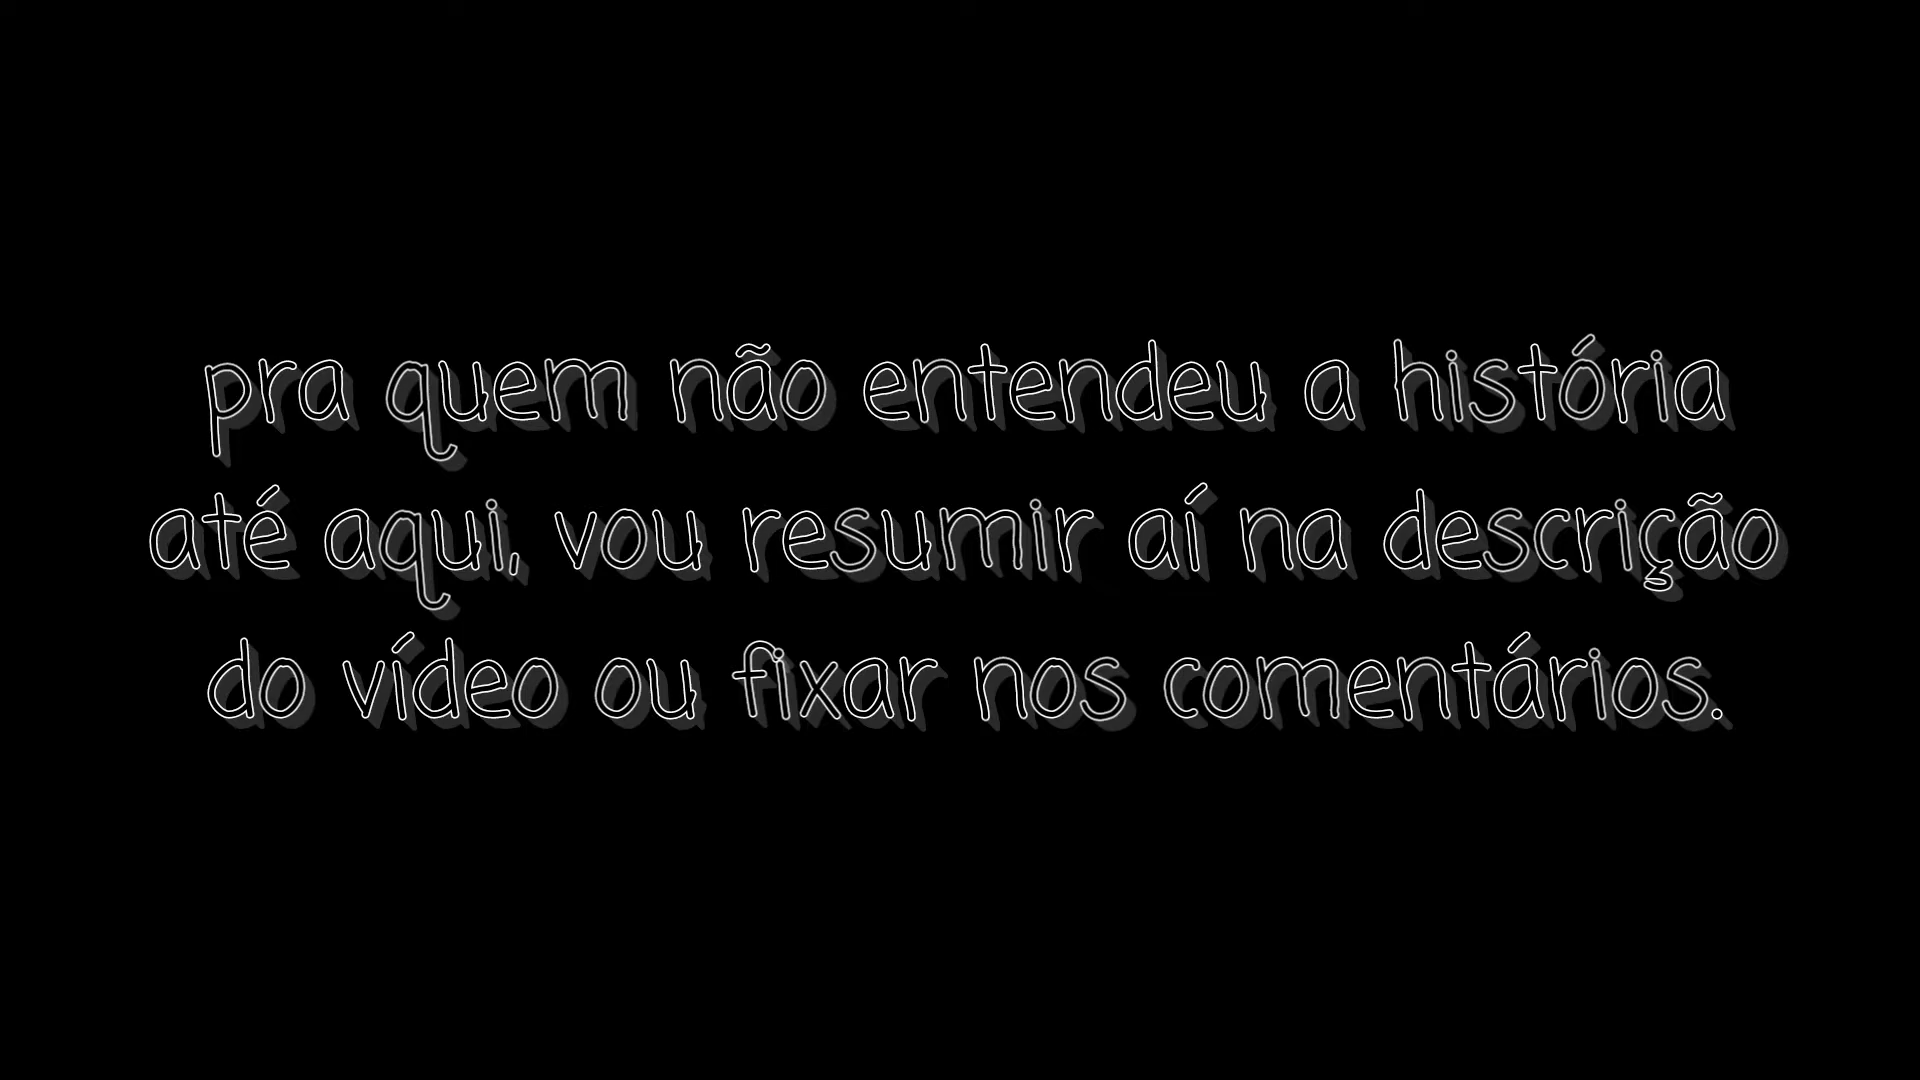 pra quem não entendeu a história
até aqui, vou resumir aí na descrição
do vídeo ou fixar nos comentários.